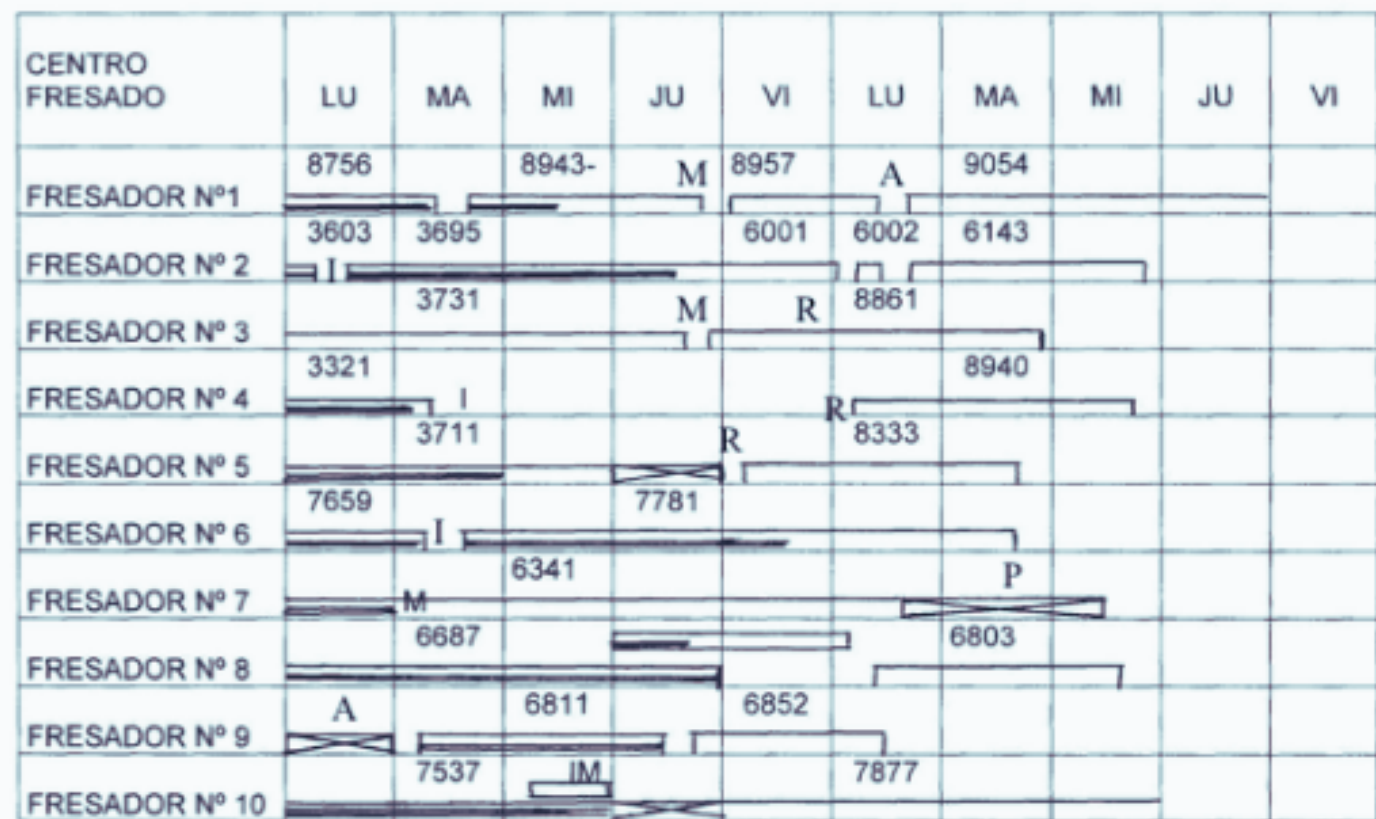 CENTRO
FRESADO LU MA MI JU VI LU MA MI JU VI
8756 8943- M 8957 A 9054
FRESADOR Nº1
3603 3695 6001 6002 6143
FRESADOR Nº 2 I
3731 M R 8861
FRESADOR Nº 3
3321 8940
FRESADOR Nº 4 I R
3711 R 8333
FRESADOR Nº 5
7659 7781
FRESADOR Nº 6 I
6341 P
FRESADOR Nº 7 M
6687 6803
FRESADOR Nº 8
A 6811 6852
FRESADOR Nº 9
7537 IM 7877
FRESADOR Nº 10